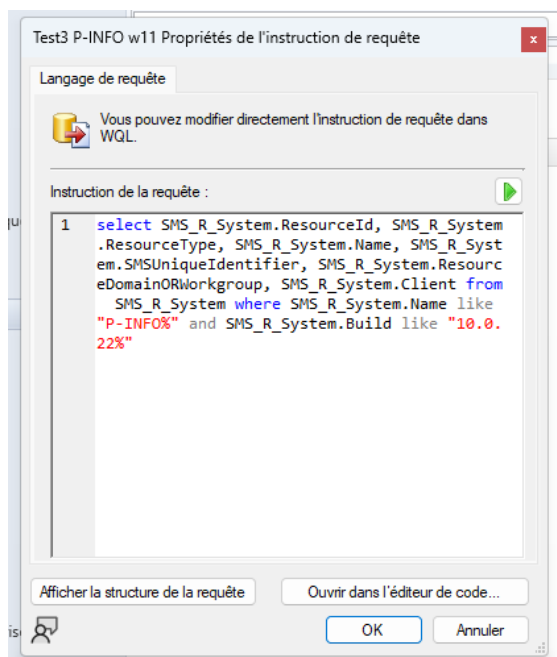 Test3 P-INFO w11 Propriétés de l'instruction de requête
x
Langage de requête
Vous pouvez modifier directement l'instruction de requête dans
WQL.
Instruction de la requête :
1 select SMS_R_System.ResourceId, SMS_R_System
.ResourceType, SMS_R_System.Name, SMS_R_Syst
em.SMSUniqueIdentifier, SMS_R_System.Resourc
eDomainORWorkgroup, SMS_R_System.Client from
SMS_R_System where SMS_R_System.Name like
"P-INFO%" and SMS_R_System.Build like "10.0.
22%"
Afficher la structure de la requête
Ouvrir dans l'éditeur de code...
OK
Annuler